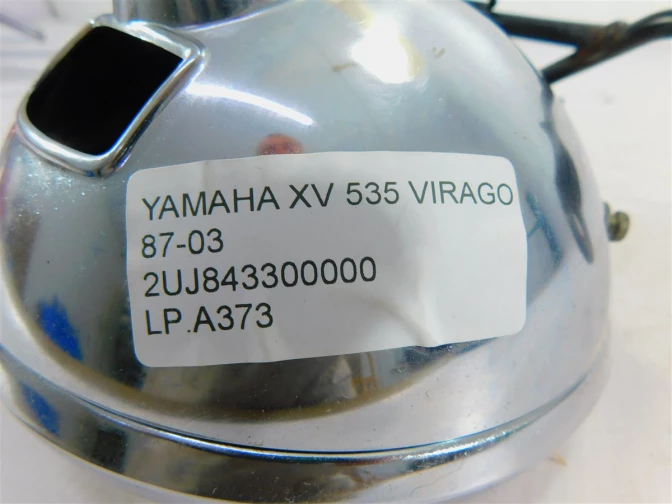 YAMAHA XV 535 VIRAGO
87-03
2UJ843300000
LP.A373